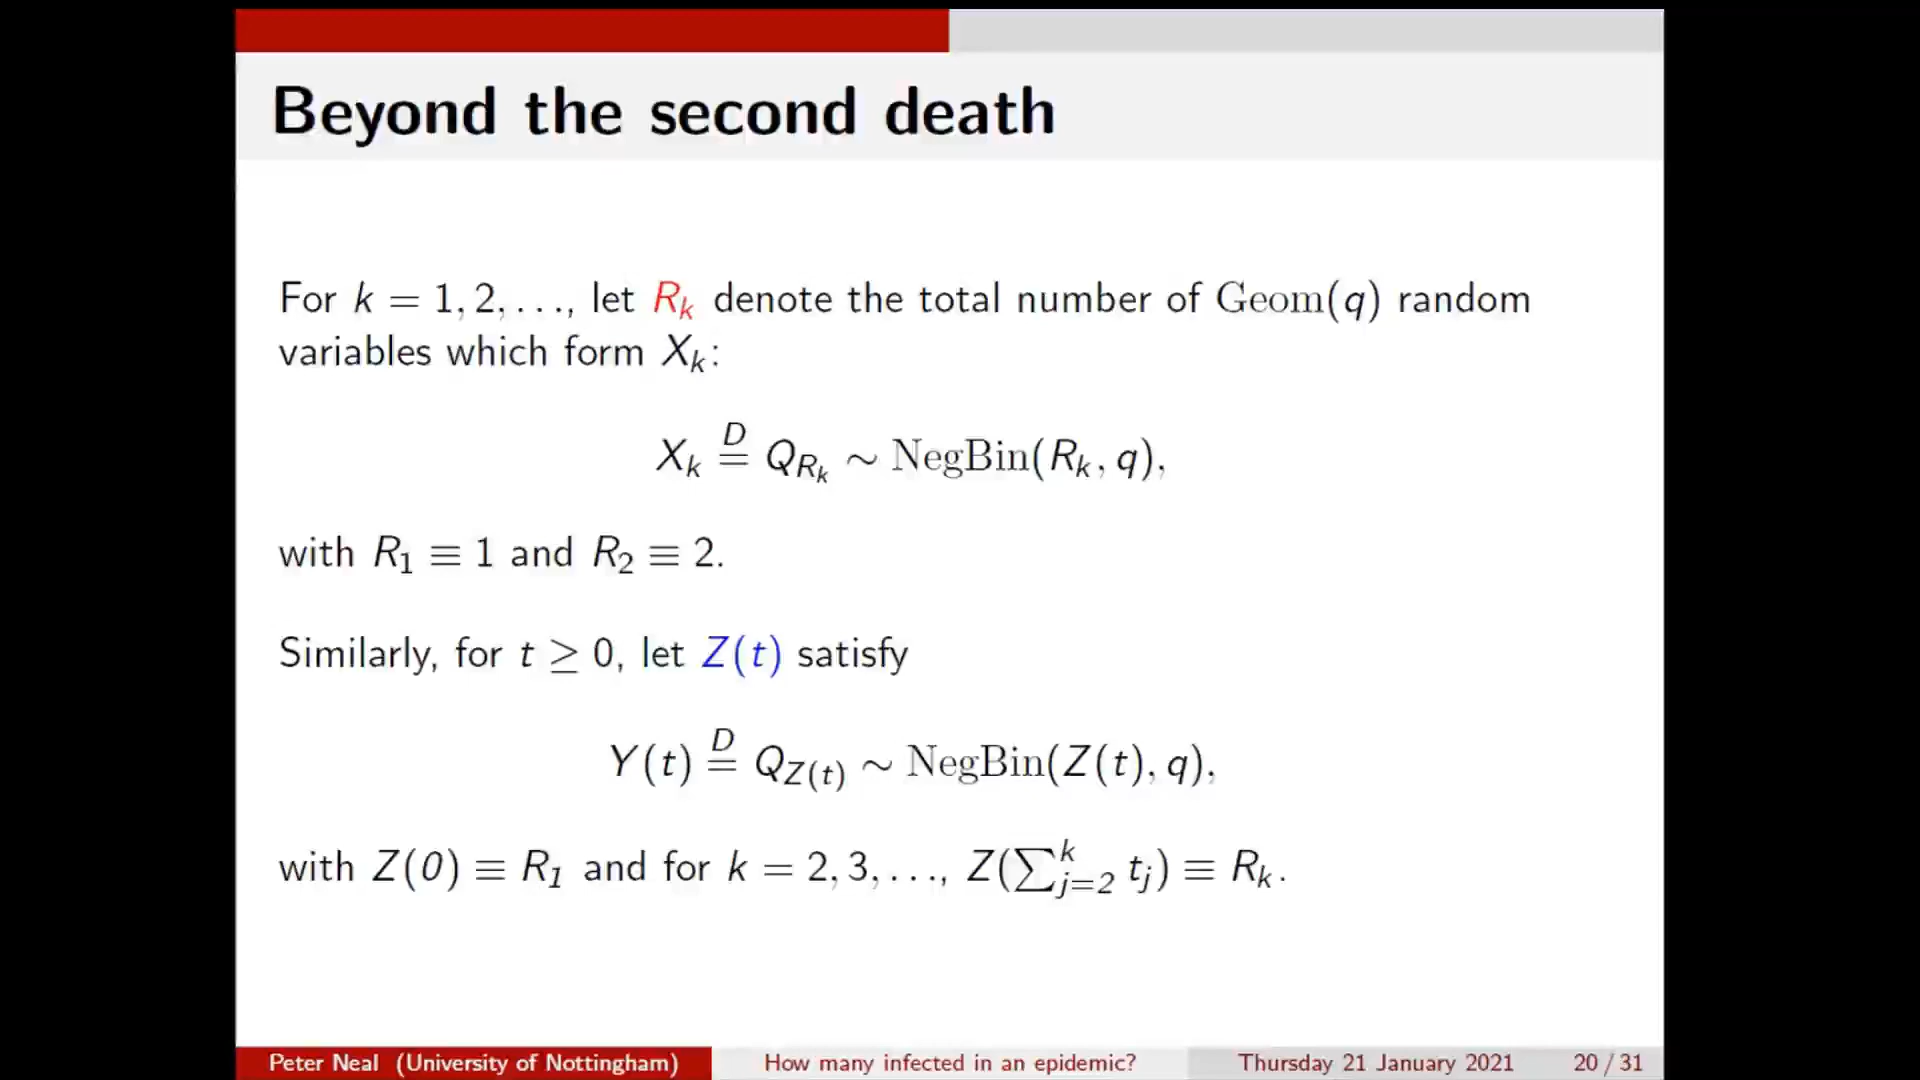 Beyond the second death
For k = 1, 2, . . ., let R_k denote the total number of Geom(q) random
variables which form X_k:
X_k \stackrel{D}{=} Q_{R_k} ∼ NegBin(R_k, q),
with R_1 ≡ 1 and R_2 ≡ 2.
Similarly, for t ≥ 0, let Z(t) satisfy
Y(t) \stackrel{D}{=} Q_{Z(t)} ∼ NegBin(Z(t), q),
with Z(0) ≡ R_1 and for k = 2, 3, . . ., Z(∑_{j=2}^{k} t_j) ≡ R_k.
Peter Neal (University of Nottingham) How many infected in an epidemic? Thursday 21 January 2021 20 / 31